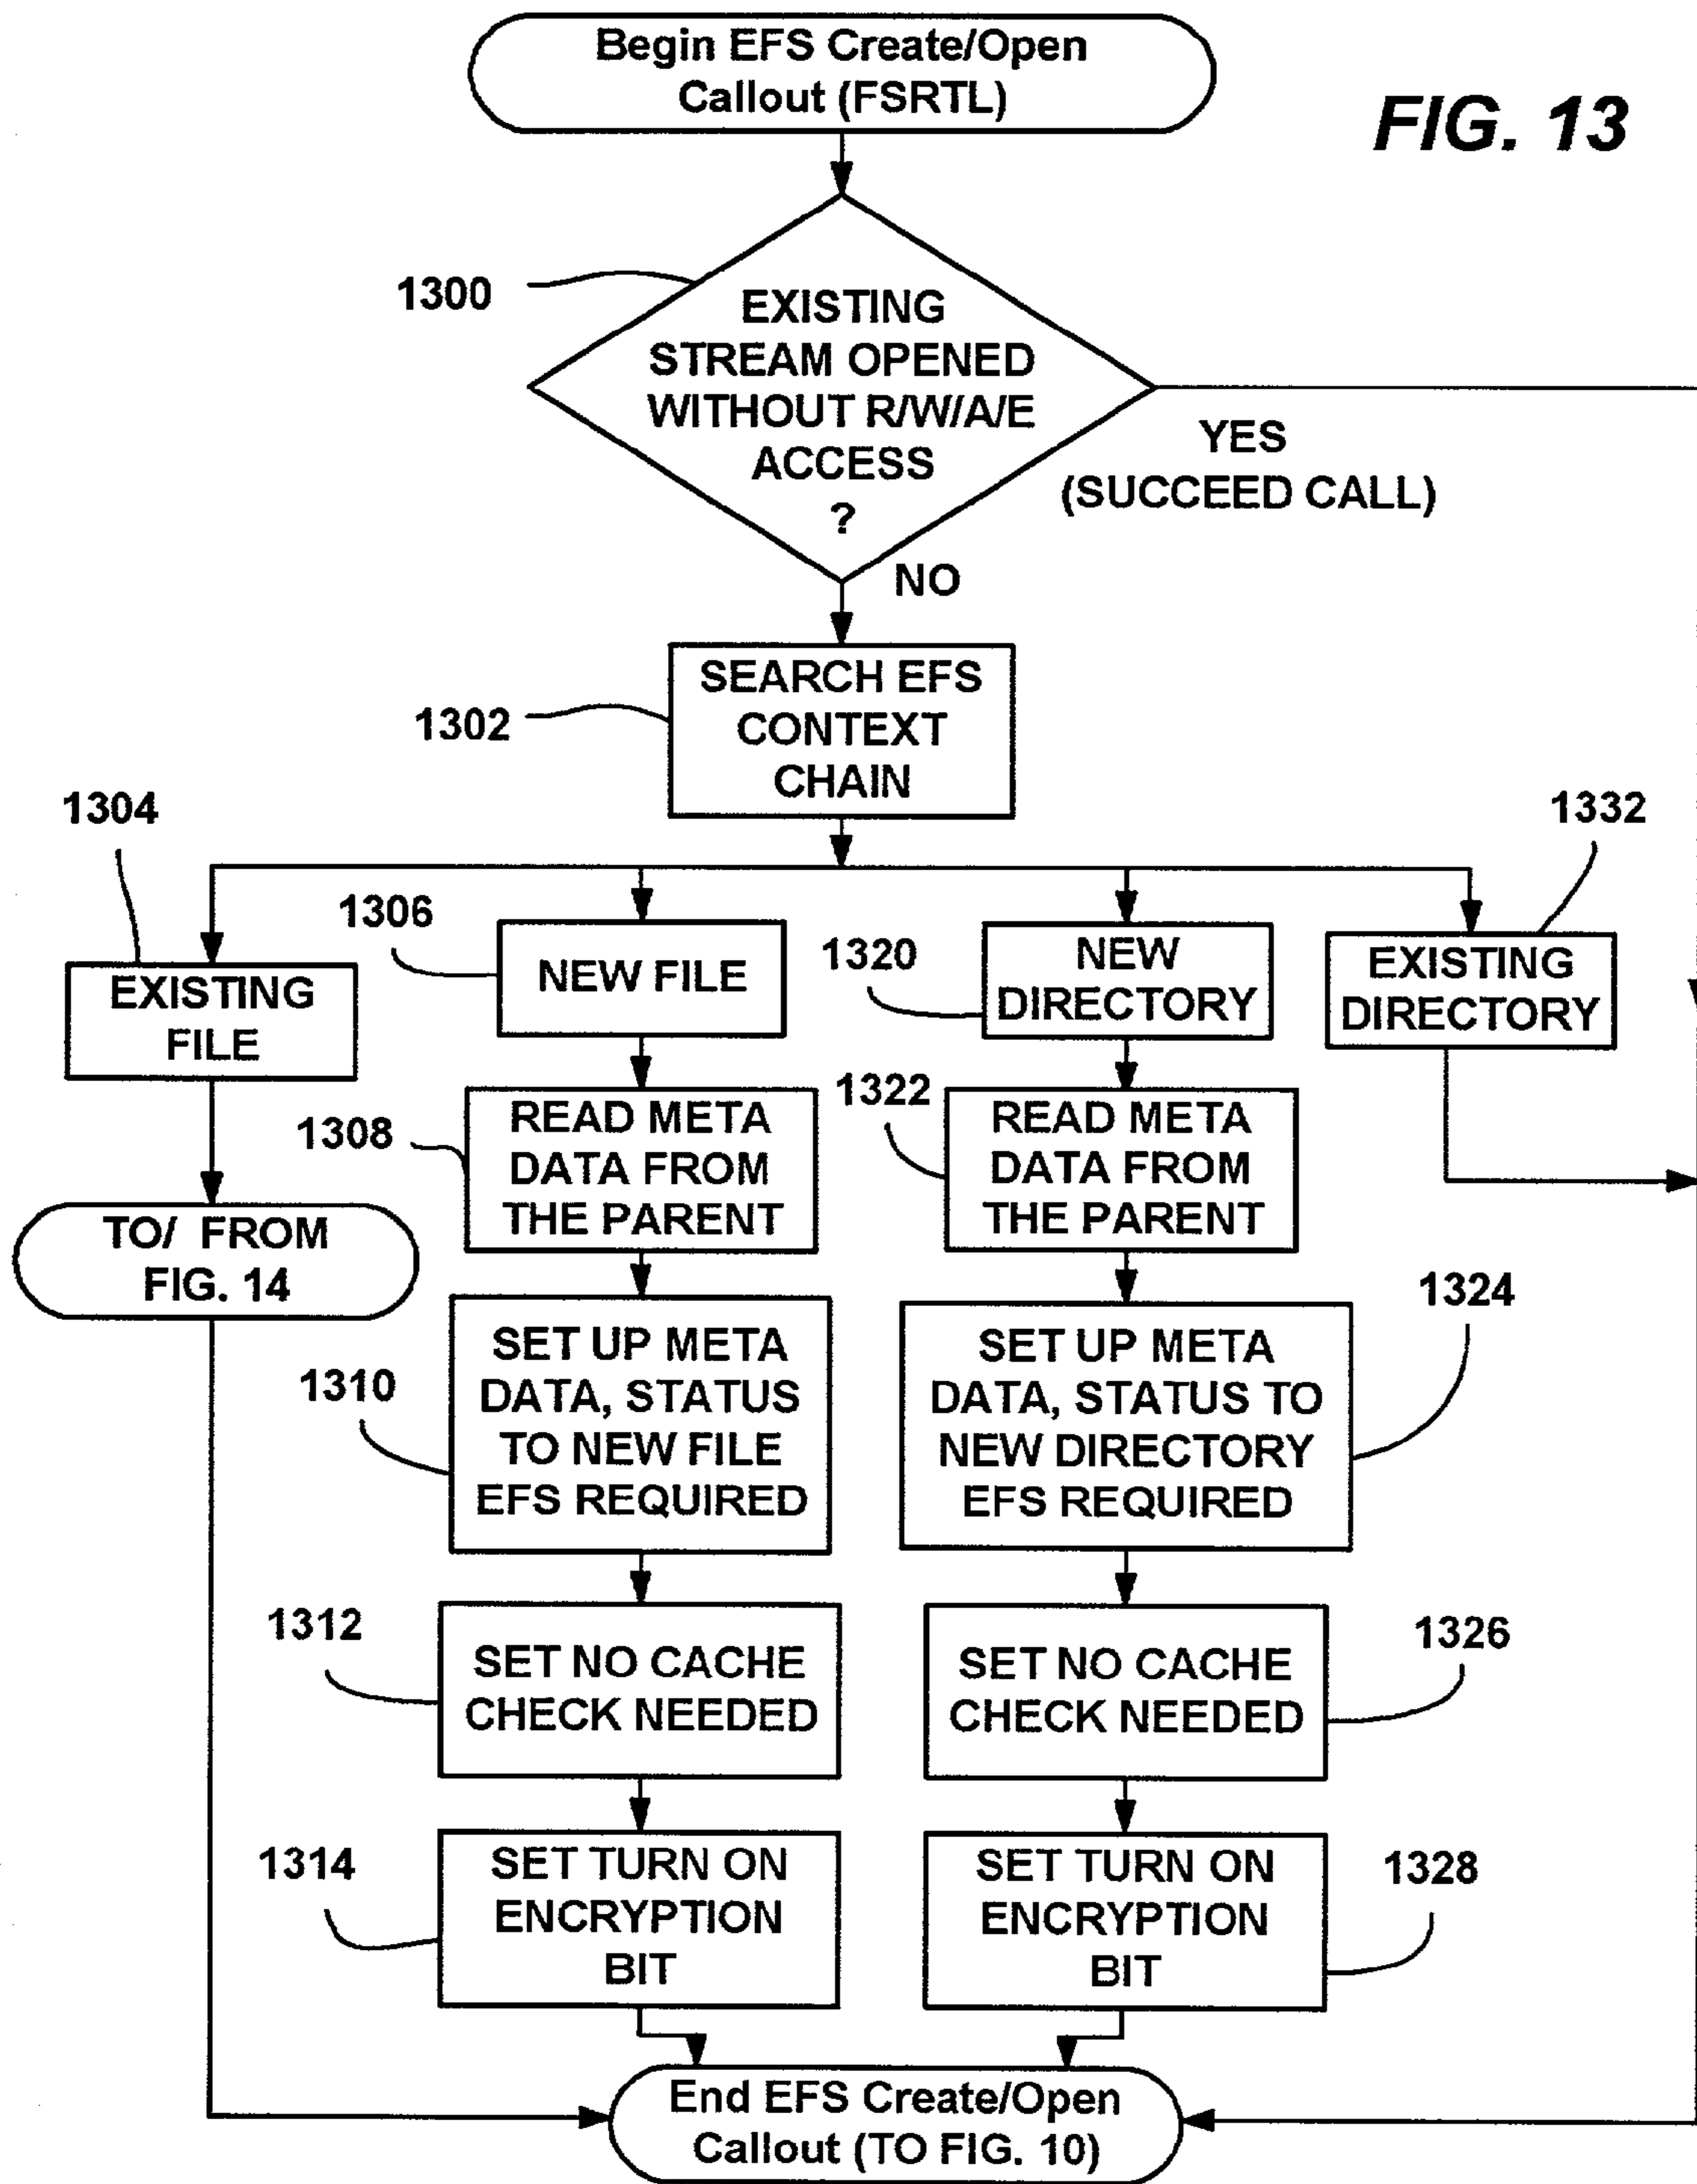 Begin EFS Create/Open
Callout (FSRTL)
FIG. 13
1300
EXISTING
STREAM OPENED
WITHOUT R/W/A/E
ACCESS
?
YES
(SUCCEED CALL)
NO
1302
SEARCH EFS
CONTEXT
CHAIN
1304
EXISTING
FILE
TO/ FROM
FIG. 14
1306
NEW FILE
1308
READ META
DATA FROM
THE PARENT
1310
SET UP META
DATA, STATUS
TO NEW FILE
EFS REQUIRED
1312
SET NO CACHE
CHECK NEEDED
1314
SET TURN ON
ENCRYPTION
BIT
1320
NEW
DIRECTORY
1322
READ META
DATA FROM
THE PARENT
1324
SET UP META
DATA, STATUS TO
NEW DIRECTORY
EFS REQUIRED
1326
SET NO CACHE
CHECK NEEDED
1328
SET TURN ON
ENCRYPTION
BIT
1332
EXISTING
DIRECTORY
End EFS Create/Open
Callout (TO FIG. 10)